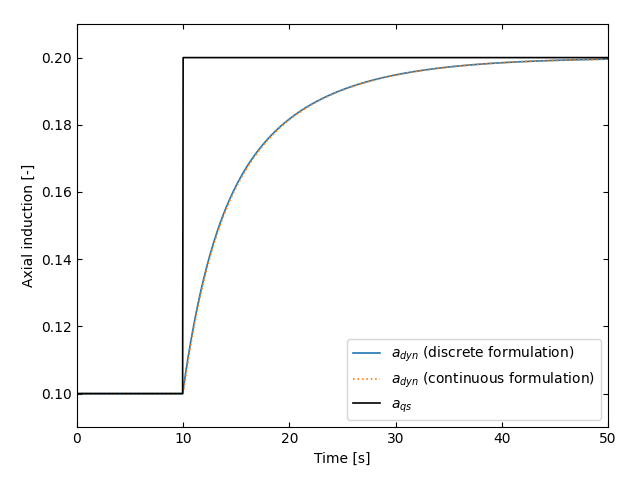 0.20
0.18
0.16
0.14
0.12
0.10
Axial induction [-]
a_dyn (discrete formulation)
a_dyn (continuous formulation)
a_qs
0 10 20 30 40 50
Time [s]